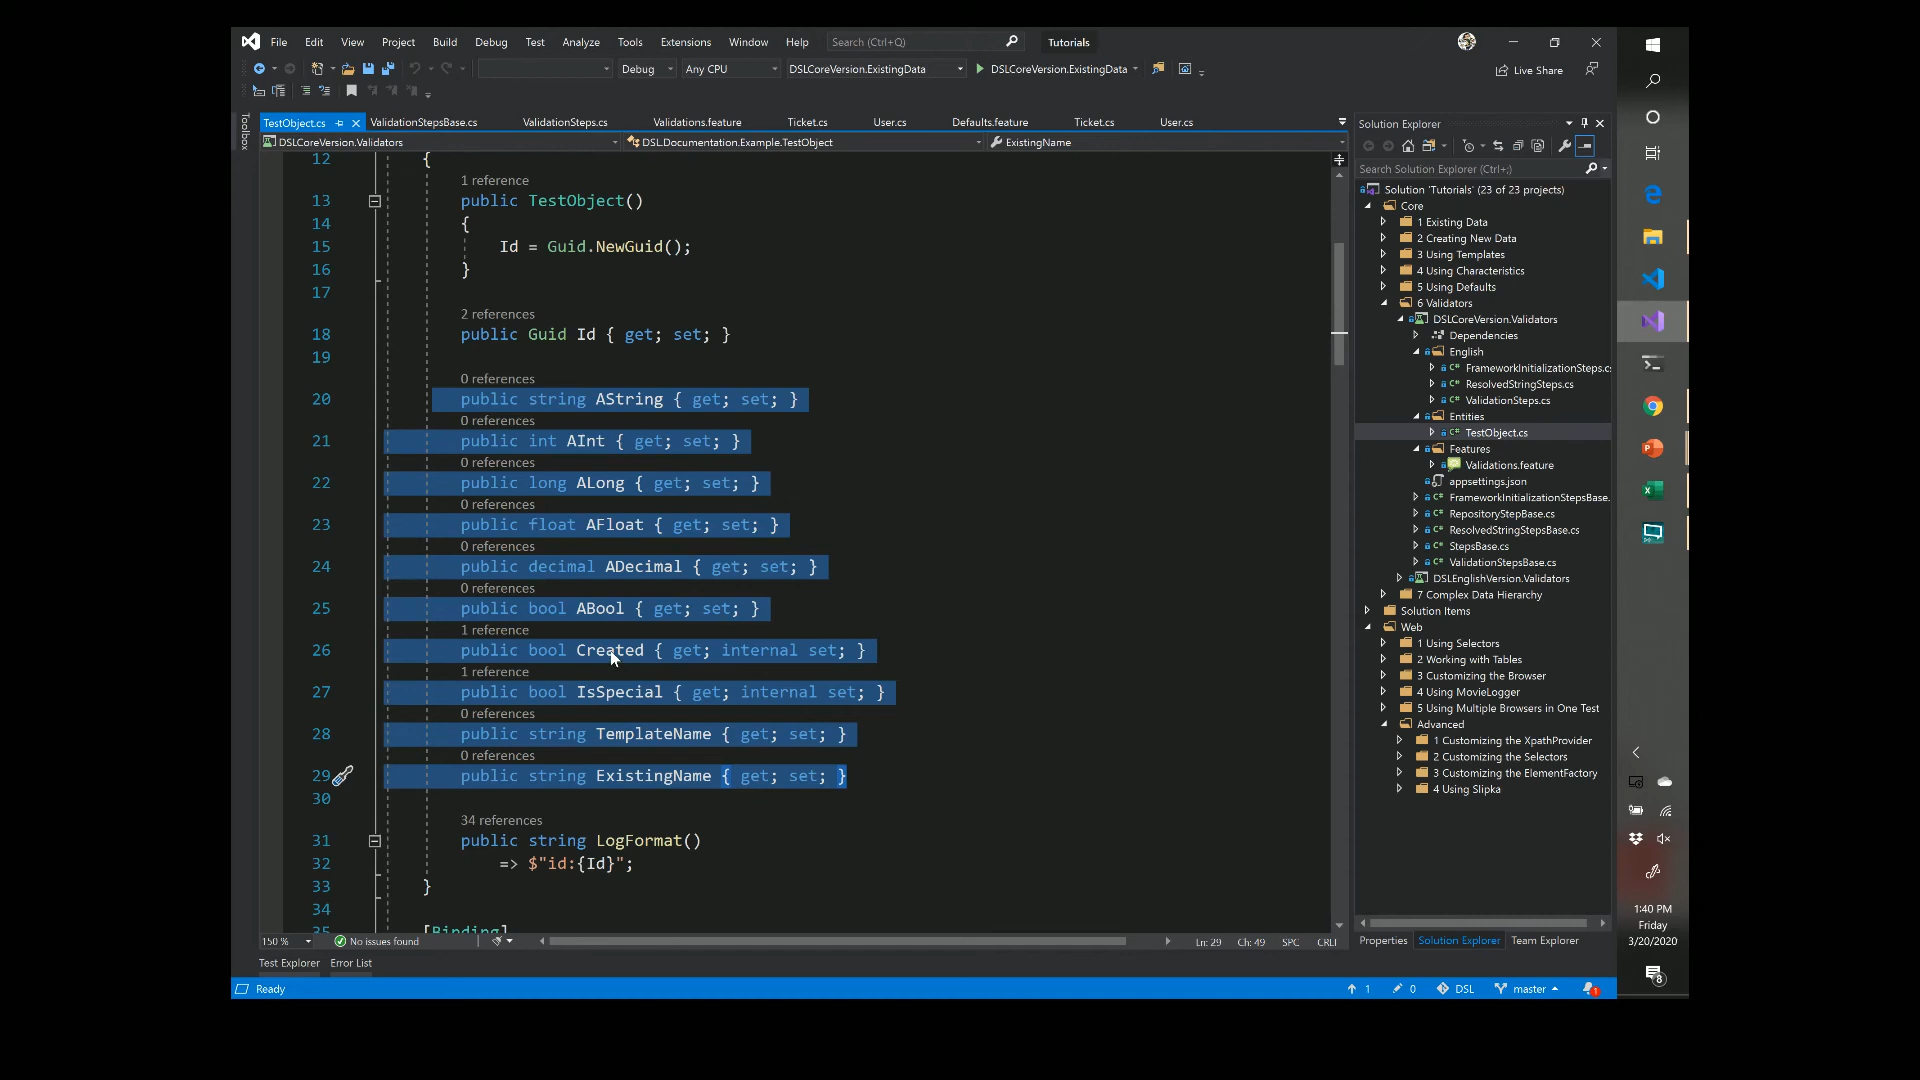 File Edit View Project Build Debug Test Analyze Tools Extensions Window Help Search (Ctrl+Q) Tutorials
Debug Any CPU DSLCoreVersion.ExistingData DSLCoreVersion.ExistingData Live Share
Toolbox
TestObject.cs ValidationStepsBase.cs ValidationSteps.cs Validations.feature Ticket.cs User.cs Defaults.feature Ticket.cs User.cs
DSLCoreVersion.Validators DSL.Documentation.Example.TestObject ExistingName
12 {
1 reference
13 public TestObject()
14 {
15 Id = Guid.NewGuid();
16 }
17
2 references
18 public Guid Id { get; set; }
19
0 references
20 public string AString { get; set; }
0 references
21 public int AInt { get; set; }
0 references
22 public long ALong { get; set; }
0 references
23 public float AFloat { get; set; }
0 references
24 public decimal ADecimal { get; set; }
0 references
25 public bool ABool { get; set; }
1 reference
26 public bool Created { get; internal set; }
1 reference
27 public bool IsSpecial { get; internal set; }
0 references
28 public string TemplateName { get; set; }
0 references
29 public string ExistingName { get; set; }
30
34 references
31 public string LogFormat()
32 => $"id:{Id}";
33 }
34
35 [Binding]
150 % No issues found Ln: 29 Ch: 49 SPC CRLF
Test Explorer Error List
Ready 1 0 DSL master 1
Solution Explorer
Search Solution Explorer (Ctrl+;)
Solution 'Tutorials' (23 of 23 projects)
Core
1 Existing Data
2 Creating New Data
3 Using Templates
4 Using Characteristics
5 Using Defaults
6 Validators
DSLCoreVersion.Validators
Dependencies
English
FrameworkInitializationSteps.cs
ResolvedStringSteps.cs
ValidationSteps.cs
Entities
TestObject.cs
Features
Validations.feature
appsettings.json
FrameworkInitializationStepsBase.
RepositoryStepBase.cs
ResolvedStringStepsBase.cs
StepsBase.cs
ValidationStepsBase.cs
DSLEnglishVersion.Validators
7 Complex Data Hierarchy
Solution Items
Web
1 Using Selectors
2 Working with Tables
3 Customizing the Browser
4 Using MovieLogger
5 Using Multiple Browsers in One Test
Advanced
1 Customizing the XpathProvider
2 Customizing the Selectors
3 Customizing the ElementFactory
4 Using Slipka
Properties Solution Explorer Team Explorer
1:40 PM
Friday
3/20/2020
8